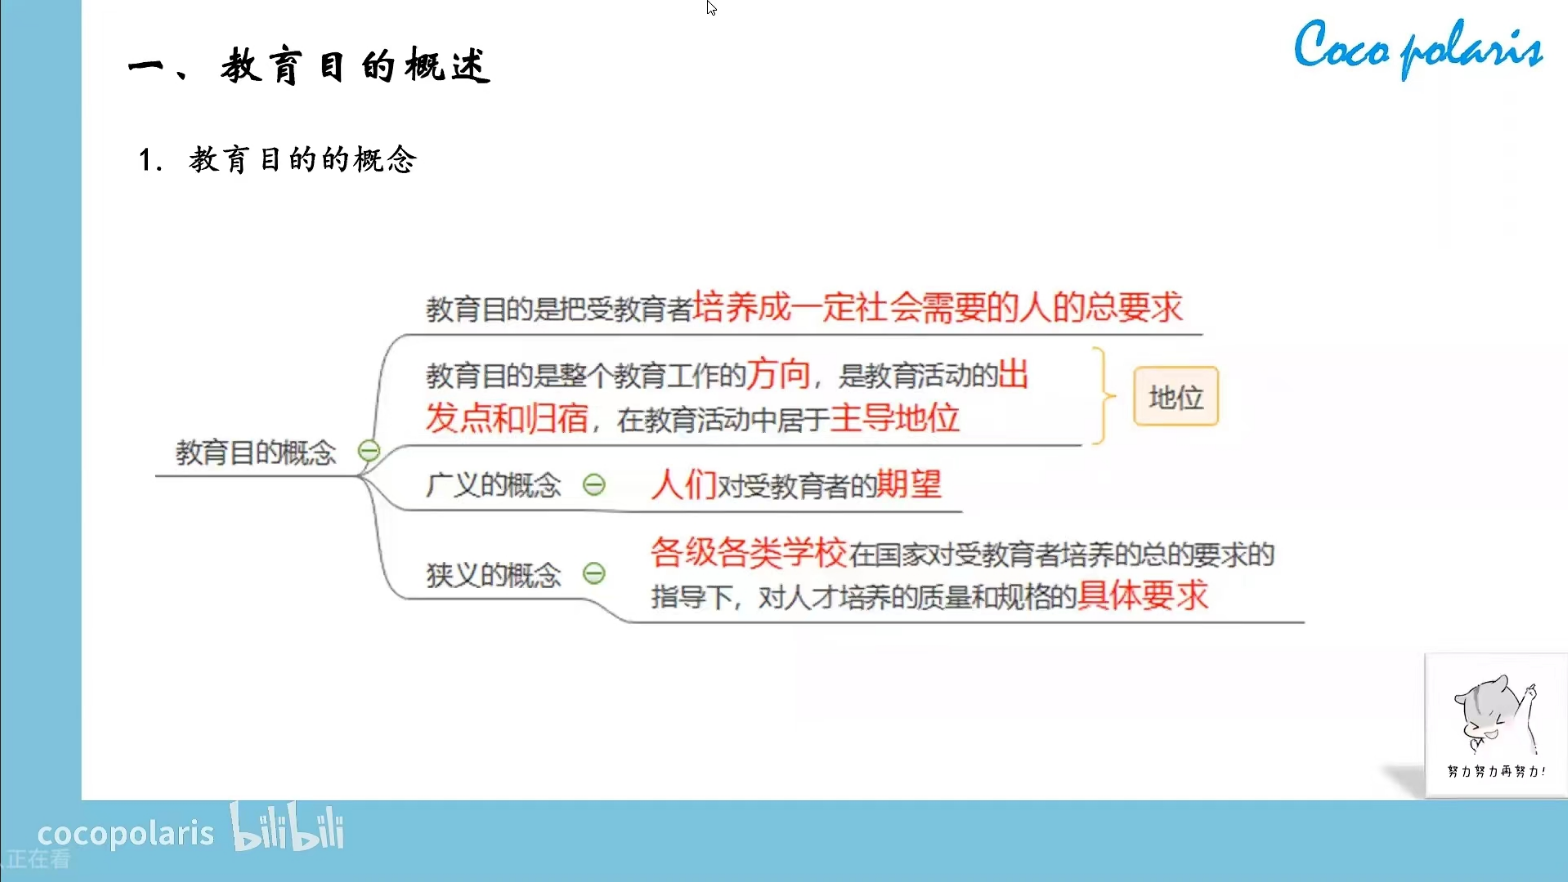 一、教育目的概述
Coco polaris
1. 教育目的的概念
教育目的是把受教育者培养成一定社会需要的人的总要求
教育目的是整个教育工作的方向，是教育活动的出
发点和归宿，在教育活动中居于主导地位
地位
教育目的概念
广义的概念
人们对受教育者的期望
狭义的概念
各级各类学校在国家对受教育者培养的总的要求的
指导下，对人才培养的质量和规格的具体要求
努力努力再努力!
cocopolaris bilibili
人正在看